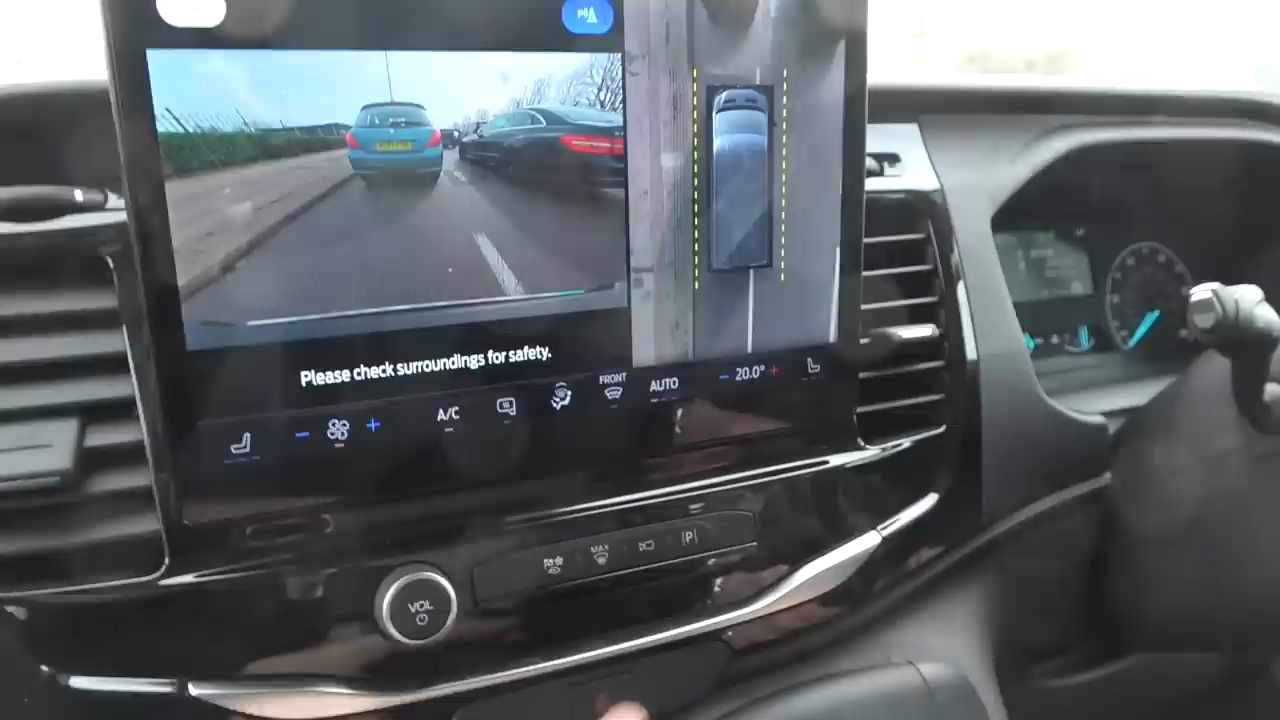 Please check surroundings for safety.
FRONT
A/C
AUTO
− 20.0° +
VOL
MAX
P